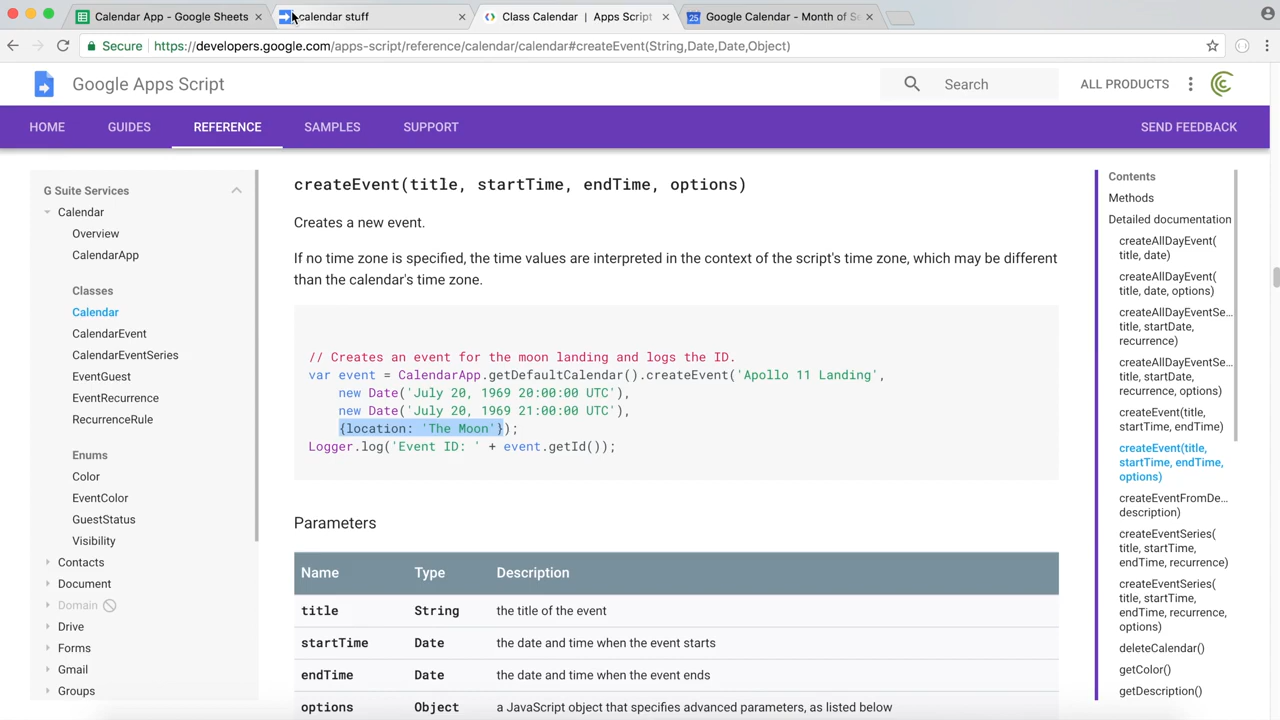 Calendar App - Google Sheets
calendar stuff
Class Calendar | Apps Script
Google Calendar - Month of Se
Secure
https://developers.google.com/apps-script/reference/calendar/calendar#createEvent(String,Date,Date,Object)
Google Apps Script
Search
ALL PRODUCTS
HOME
GUIDES
REFERENCE
SAMPLES
SUPPORT
SEND FEEDBACK
G Suite Services
Calendar
Overview
CalendarApp
Classes
Calendar
CalendarEvent
CalendarEventSeries
EventGuest
EventRecurrence
RecurrenceRule
Enums
Color
EventColor
GuestStatus
Visibility
Contacts
Document
Domain
Drive
Forms
Gmail
Groups
createEvent(title, startTime, endTime, options)
Creates a new event.
If no time zone is specified, the time values are interpreted in the context of the script's time zone, which may be different
than the calendar's time zone.
// Creates an event for the moon landing and logs the ID.
var event = CalendarApp.getDefaultCalendar().createEvent('Apollo 11 Landing',
new Date('July 20, 1969 20:00:00 UTC'),
new Date('July 20, 1969 21:00:00 UTC'),
{location: 'The Moon'});
Logger.log('Event ID: ' + event.getId());
Parameters
Name Type Description
title String the title of the event
startTime Date the date and time when the event starts
endTime Date the date and time when the event ends
options Object a JavaScript object that specifies advanced parameters, as listed below
Contents
Methods
Detailed documentation
createAllDayEvent(
title, date)
createAllDayEvent(
title, date, options)
createAllDayEventSe...
title, startDate,
recurrence)
createAllDayEventSe...
title, startDate,
recurrence, options)
createEvent(title,
startTime, endTime)
createEvent(title,
startTime, endTime,
options)
createEventFromDe...
description)
createEventSeries(
title, startTime,
endTime, recurrence)
createEventSeries(
title, startTime,
endTime, recurrence,
options)
deleteCalendar()
getColor()
getDescription()